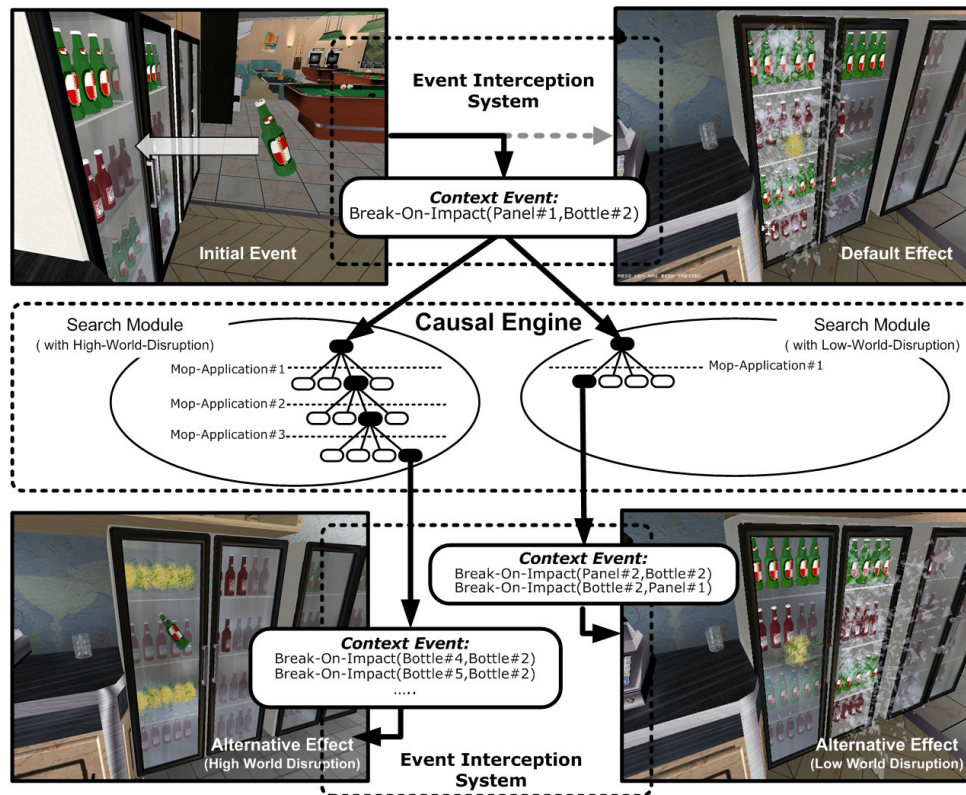 Event Interception
System
Context Event:
Break-On-Impact(Panel#1,Bottle#2)
Initial Event
Default Effect
Search Module
( with High-World-Disruption)
Causal Engine
Search Module
( with Low-World-Disruption)
Mop-Application#1
Mop-Application#2
Mop-Application#3
Mop-Application#1
Context Event:
Break-On-Impact(Panel#2,Bottle#2)
Break-On-Impact(Bottle#2,Panel#1)
Context Event:
Break-On-Impact(Bottle#4,Bottle#2)
Break-On-Impact(Bottle#5,Bottle#2)
.....
Alternative Effect
(High World Disruption)
Event Interception
System
Alternative Effect
(Low World Disruption)